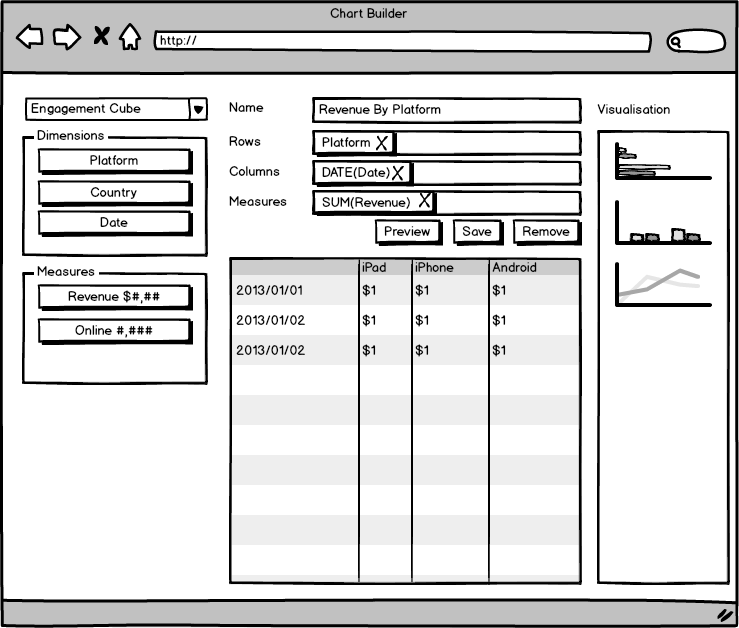 Chart Builder
http://
Engagement Cube
Dimensions
Platform
Country
Date
Measures
Revenue $#,##
Online #,###
Name
Revenue By Platform
Rows
Platform X
Columns
DATE(Date) X
Measures
SUM(Revenue) X
Preview Save Remove
iPad iPhone Android
2013/01/01 $1 $1 $1
2013/01/02 $1 $1 $1
2013/01/02 $1 $1 $1
Visualisation